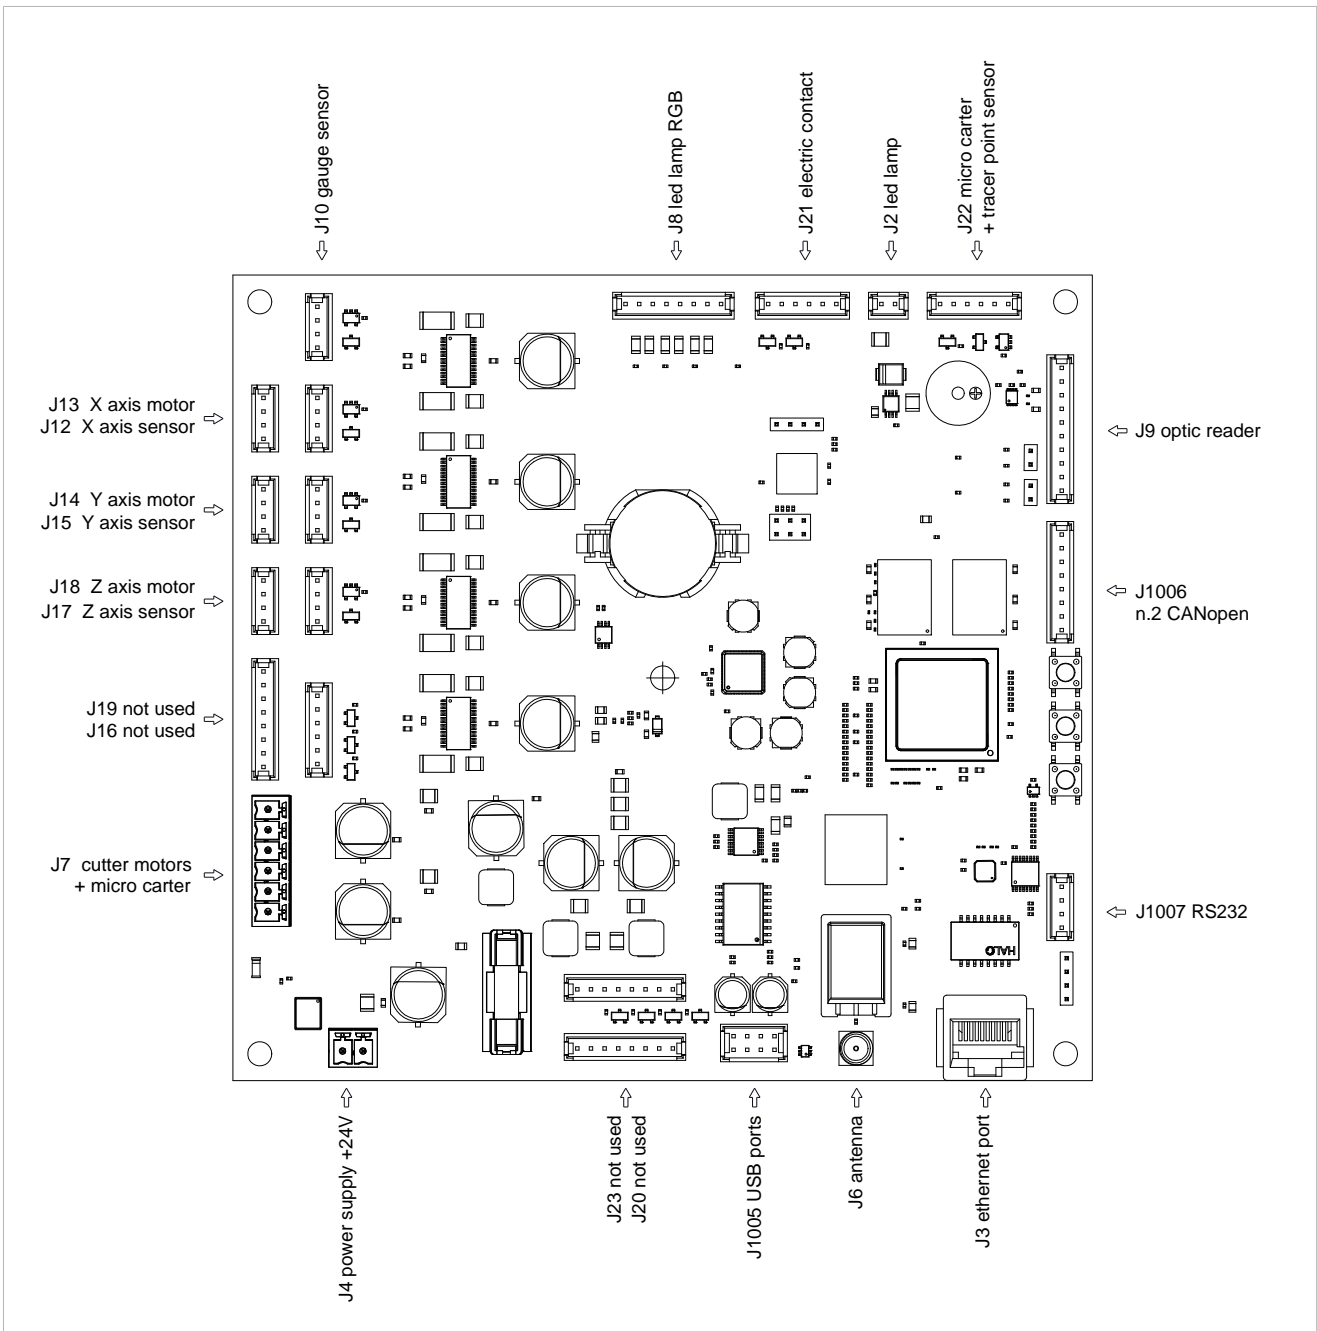 J10 gauge sensor
J8 led lamp RGB
J21 electric contact
J2 led lamp
J22 micro carter
+ tracer point sensor
J13 X axis motor
J12 X axis sensor
J14 Y axis motor
J15 Y axis sensor
J18 Z axis motor
J17 Z axis sensor
J19 not used
J16 not used
J7 cutter motors
+ micro carter
J9 optic reader
J1006
n.2 CANopen
J1007 RS232
HALO
J4 power supply +24V
J23 not used
J20 not used
J1005 USB ports
J6 antenna
J3 ethernet port